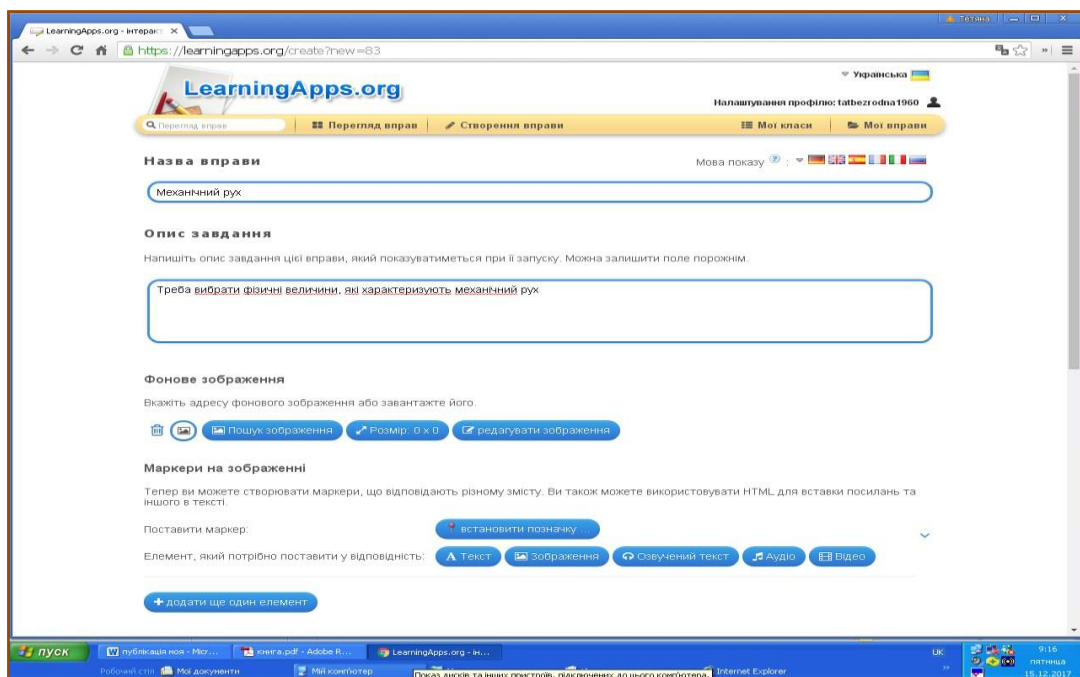 Тетяна
LearningApps.org - інтеракт
https://learningapps.org/create?new=83
LearningApps.org
Українська
Налаштування профілю: tatbezrodna1960
Перегляд вправ
Перегляд вправ
Створення вправи
Мої класи
Мої вправи
Назва вправи
Мова показу ? :
Механічний рух
Опис завдання
Напишіть опис завдання цієї вправи, який показуватиметься при її запуску. Можна залишити поле порожнім.
Треба вибрати фізичні величини, які характеризують механічний рух
Фонове зображення
Вкажіть адресу фонового зображення або завантажте його.
Пошук зображення
Розмір: 0 x 0
редагувати зображення
Маркери на зображенні
Тепер ви можете створювати маркери, що відповідають різному змісту. Ви також можете використовувати HTML для вставки посилань та
іншого в тексті.
Поставити маркер:
встановити позначку ...
Елемент, який потрібно поставити у відповідність:
A Текст
Зображення
Озвучений текст
Аудіо
Відео
+ додати ще один елемент
пуск
публікація моя - Micr...
книга.pdf - Adobe R...
LearningApps.org - ін...
UK
9:16
Робочий стіл
Мої документи
Мій комп'ютер
Internet Explorer
пятница
Показ дисків та інших пристроїв, підключених до цього комп'ютера.
15.12.2017